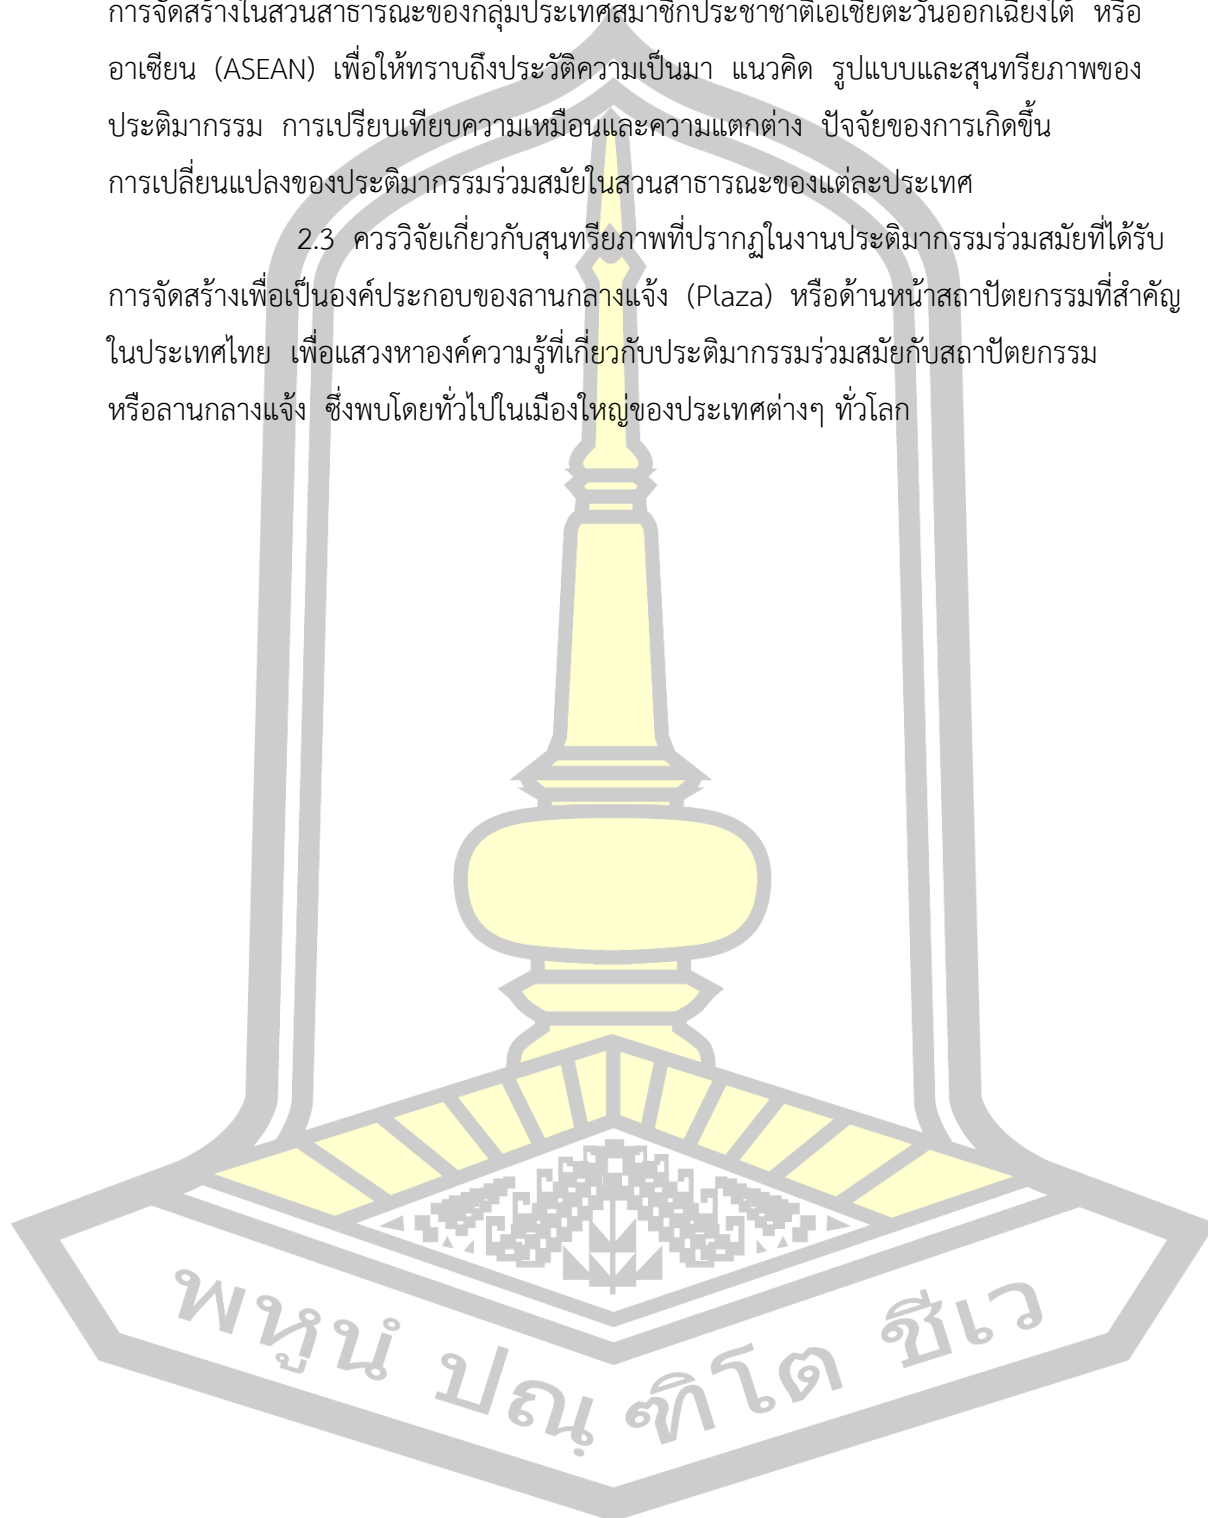 การจัดสร้างในสวนสาธารณะของกลุ่มประเทศสมาชิกประชาชาติเอเชียตะวันออกเฉียงใต้ หรือ
อาเซียน (ASEAN) เพื่อให้ทราบถึงประวัติความเป็นมา แนวคิด รูปแบบและสุนทรียภาพของ
ประติมากรรม การเปรียบเทียบความเหมือนและความแตกต่าง ปัจจัยของการเกิดขึ้น
การเปลี่ยนแปลงของประติมากรรมร่วมสมัยในสวนสาธารณะของแต่ละประเทศ
2.3 ควรวิจัยเกี่ยวกับสุนทรียภาพที่ปรากฏในงานประติมากรรมร่วมสมัยที่ได้รับ
การจัดสร้างเพื่อเป็นองค์ประกอบของลานกลางแจ้ง (Plaza) หรือด้านหน้าสถาปัตยกรรมที่สำคัญ
ในประเทศไทย เพื่อแสวงหาองค์ความรู้ที่เกี่ยวกับประติมากรรมร่วมสมัยกับสถาปัตยกรรม
หรือลานกลางแจ้ง ซึ่งพบโดยทั่วไปในเมืองใหญ่ของประเทศต่างๆ ทั่วโลก
พหูนํ ปณฺ ฑิโต ชีเว